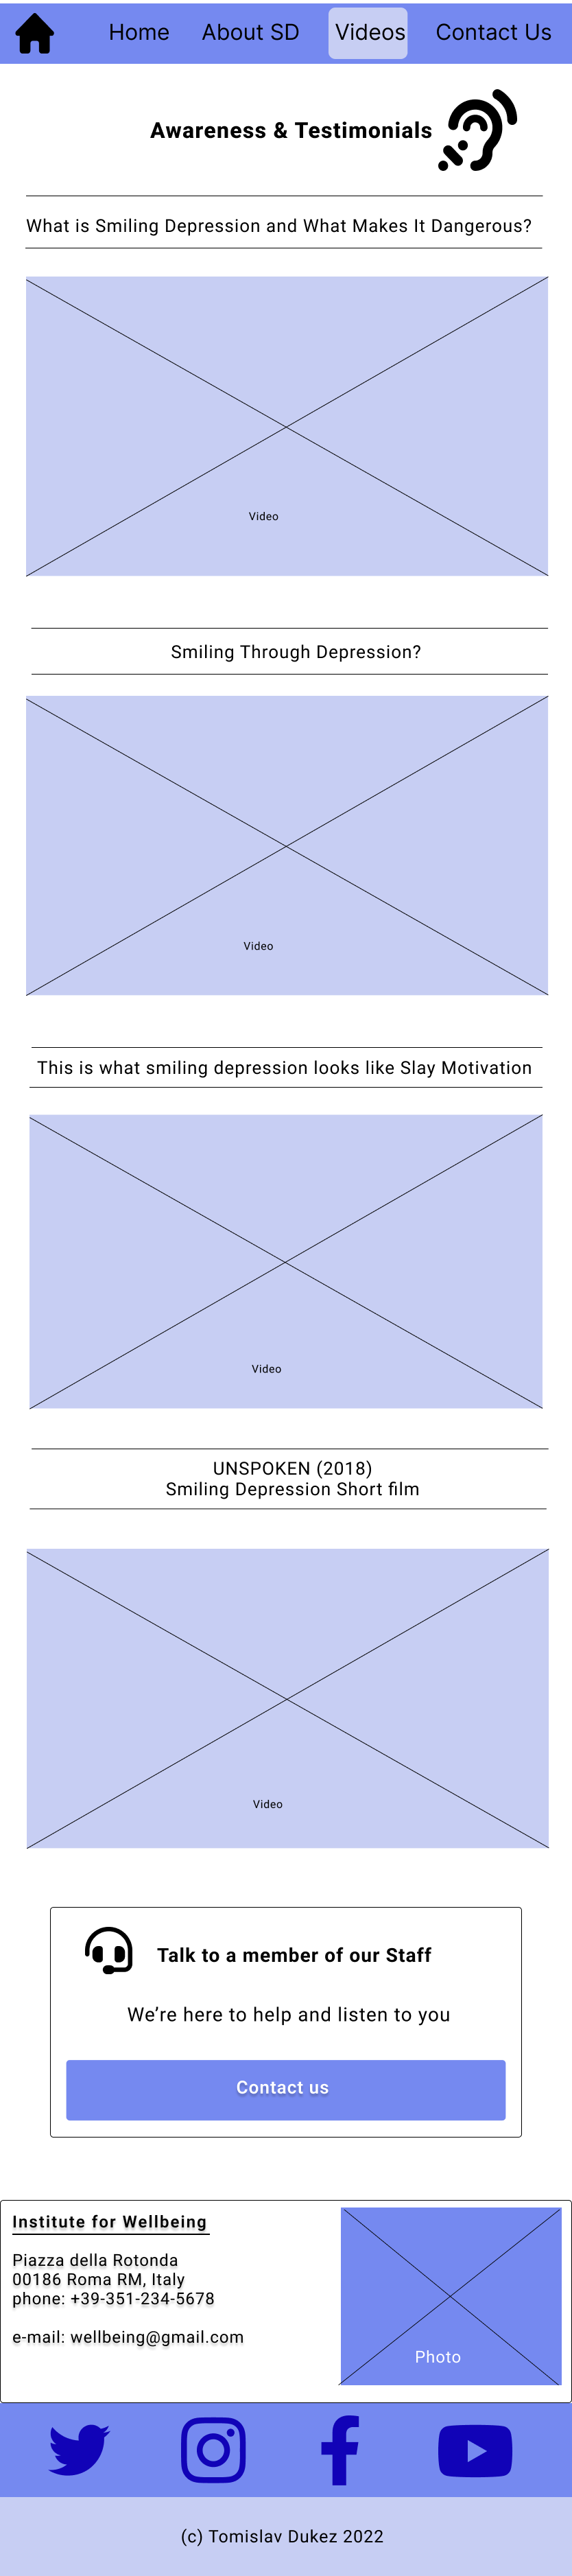 Home About SD Videos Contact Us
Awareness & Testimonials
What is Smiling Depression and What Makes It Dangerous?
Video
Smiling Through Depression?
Video
This is what smiling depression looks like Slay Motivation
Video
UNSPOKEN (2018)
Smiling Depression Short film
Video
Talk to a member of our Staff
We’re here to help and listen to you
Contact us
Institute for Wellbeing
Piazza della Rotonda
00186 Roma RM, Italy
phone: +39-351-234-5678
e-mail: wellbeing@gmail.com
Photo
(c) Tomislav Dukez 2022